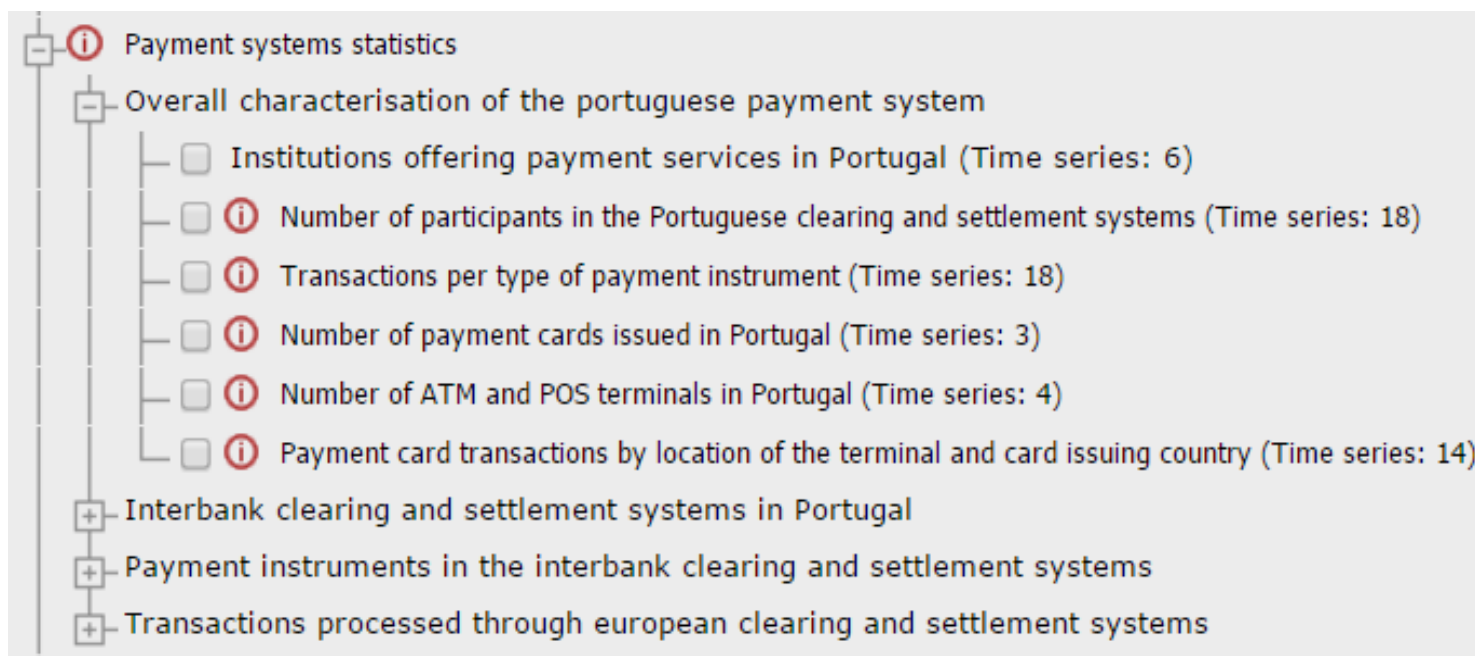 Payment systems statistics
Overall characterisation of the portuguese payment system
Institutions offering payment services in Portugal (Time series: 6)
Number of participants in the Portuguese clearing and settlement systems (Time series: 18)
Transactions per type of payment instrument (Time series: 18)
Number of payment cards issued in Portugal (Time series: 3)
Number of ATM and POS terminals in Portugal (Time series: 4)
Payment card transactions by location of the terminal and card issuing country (Time series: 14)
Interbank clearing and settlement systems in Portugal
Payment instruments in the interbank clearing and settlement systems
Transactions processed through european clearing and settlement systems